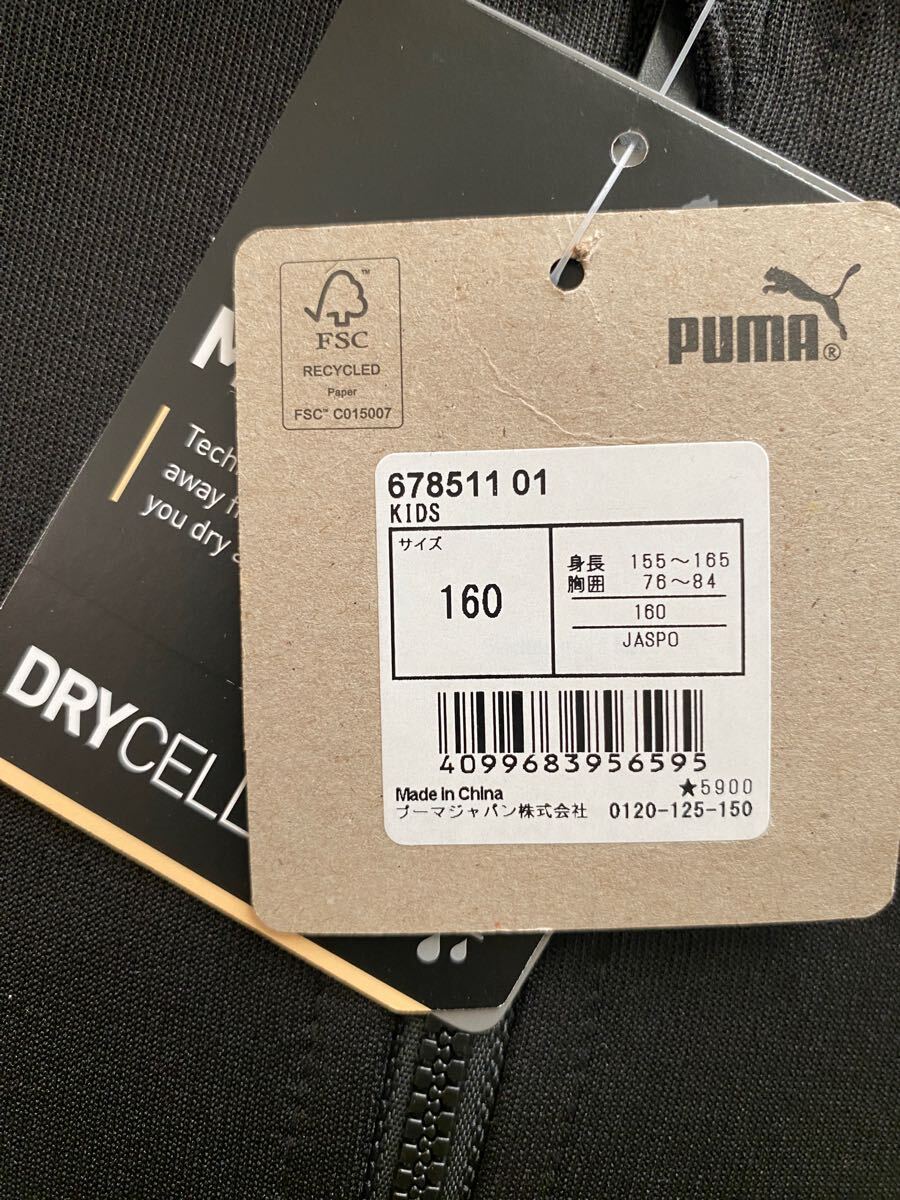 FSC
RECYCLED
Paper
FSC™ C015007
PUMA®
678511 01
KIDS
サイズ
160
身長 155～165
胸囲 76～84
160
JASPO
4099683956595
★5900
Made in China
プーマジャパン株式会社 0120-125-150
away
you dry
DRYCELL